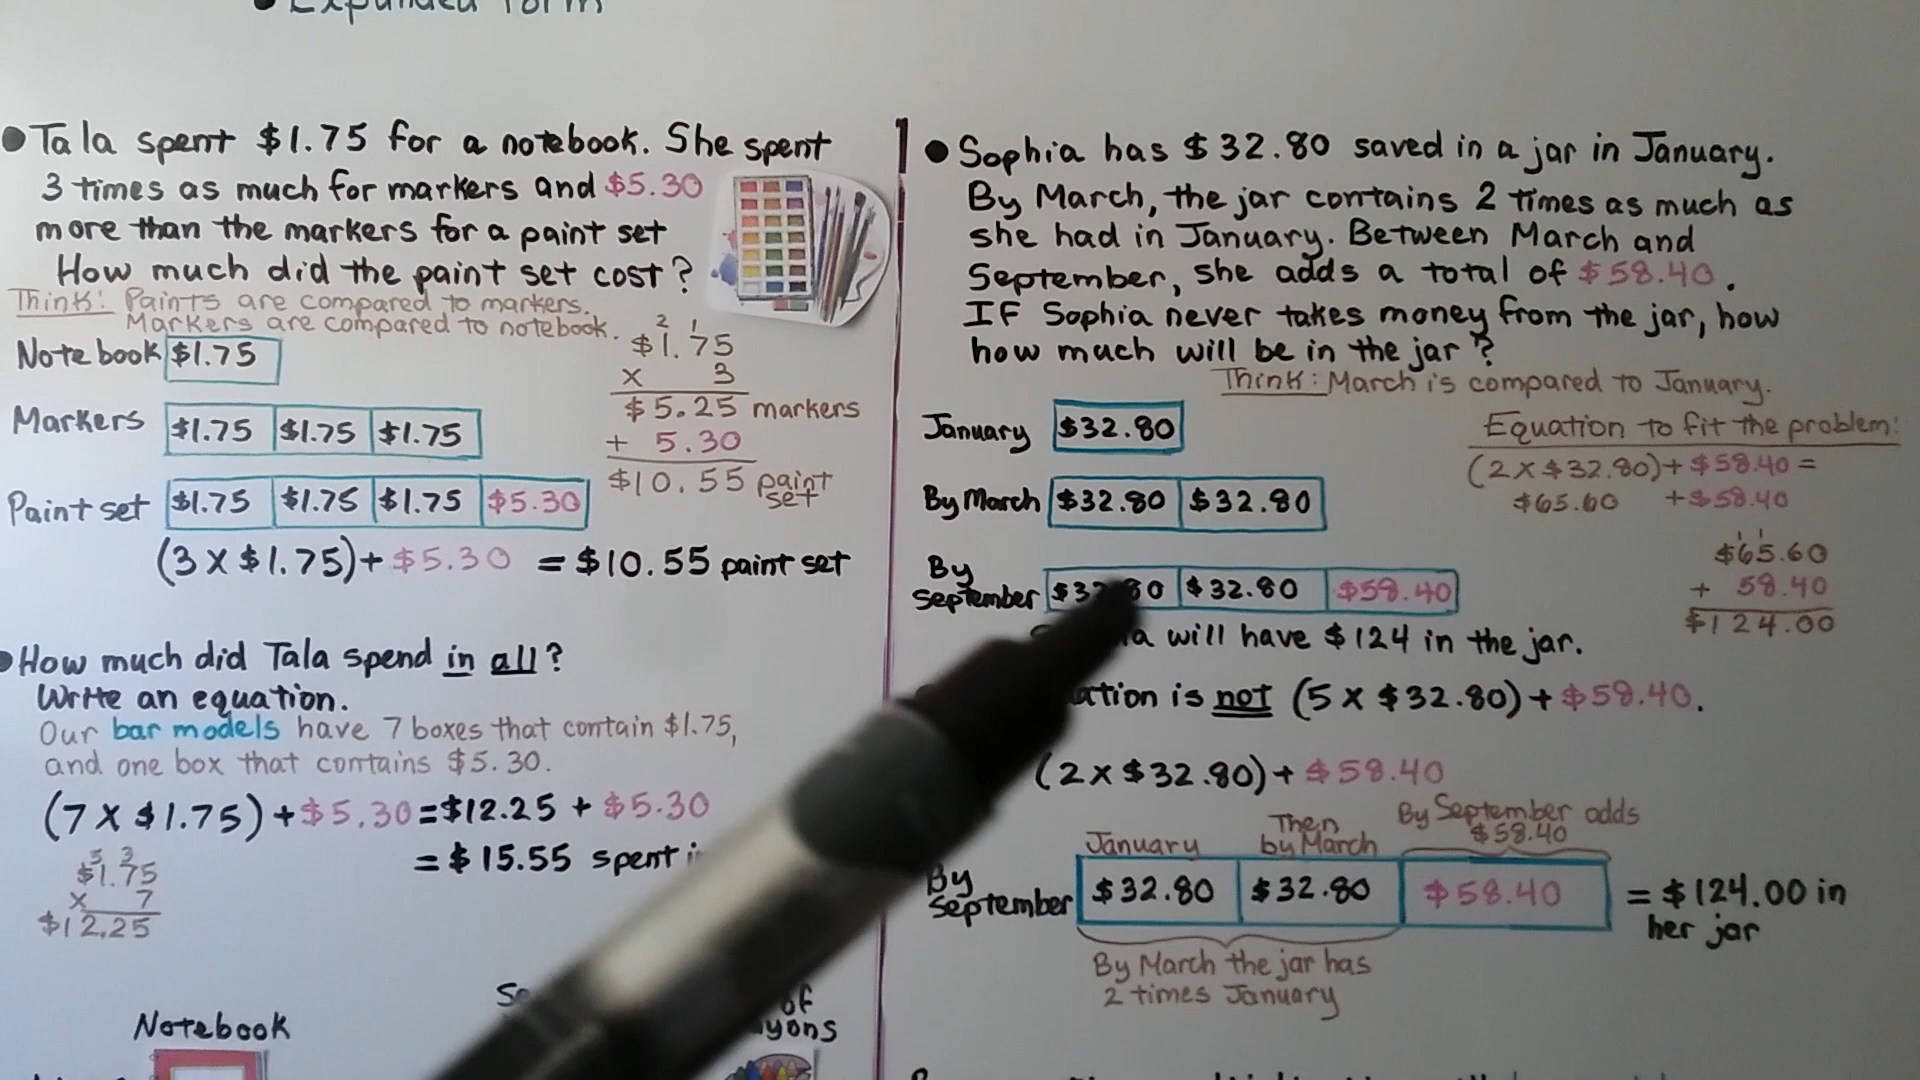 • Expanded form
• Tala spent $1.75 for a notebook. She spent
3 times as much for markers and $5.30
more than the markers for a paint set
How much did the paint set cost?
Think: Paints are compared to markers.
Markers are compared to notebook.
2 1
$1.75
x 3
$5.25 markers
+ 5.30
$10.55 paint set
Notebook $1.75
Markers $1.75 $1.75 $1.75
Paint set $1.75 $1.75 $1.75 $5.30
(3 x $1.75) + $5.30 = $10.55 paint set
• How much did Tala spend in all?
Write an equation.
Our bar models have 7 boxes that contain $1.75,
and one box that contains $5.30.
(7 x $1.75) + $5.30 = $12.25 + $5.30
= $15.55 spent
5 3
$1.75
x 7
$12.25
Notebook
of
1 • Sophia has $32.80 saved in a jar in January.
By March, the jar contains 2 times as much as
she had in January. Between March and
September, she adds a total of $58.40.
IF Sophia never takes money from the jar, how
how much will be in the jar?
Think: March is compared to January.
January $32.80
By March $32.80 $32.80
By September $32.80 $32.80 $58.40
Equation to fit the problem:
(2 x $32.80) + $58.40 =
$65.60 + $58.40
1 1
$65.60
+ 58.40
$124.00
will have $124 in the jar.
is not (5 x $32.80) + $58.40.
(2 x $32.80) + $58.40
January
Then by March
By September adds
$58.40
By September $32.80 $32.80 $58.40 = $124.00 in
her jar
By March the jar has
2 times January